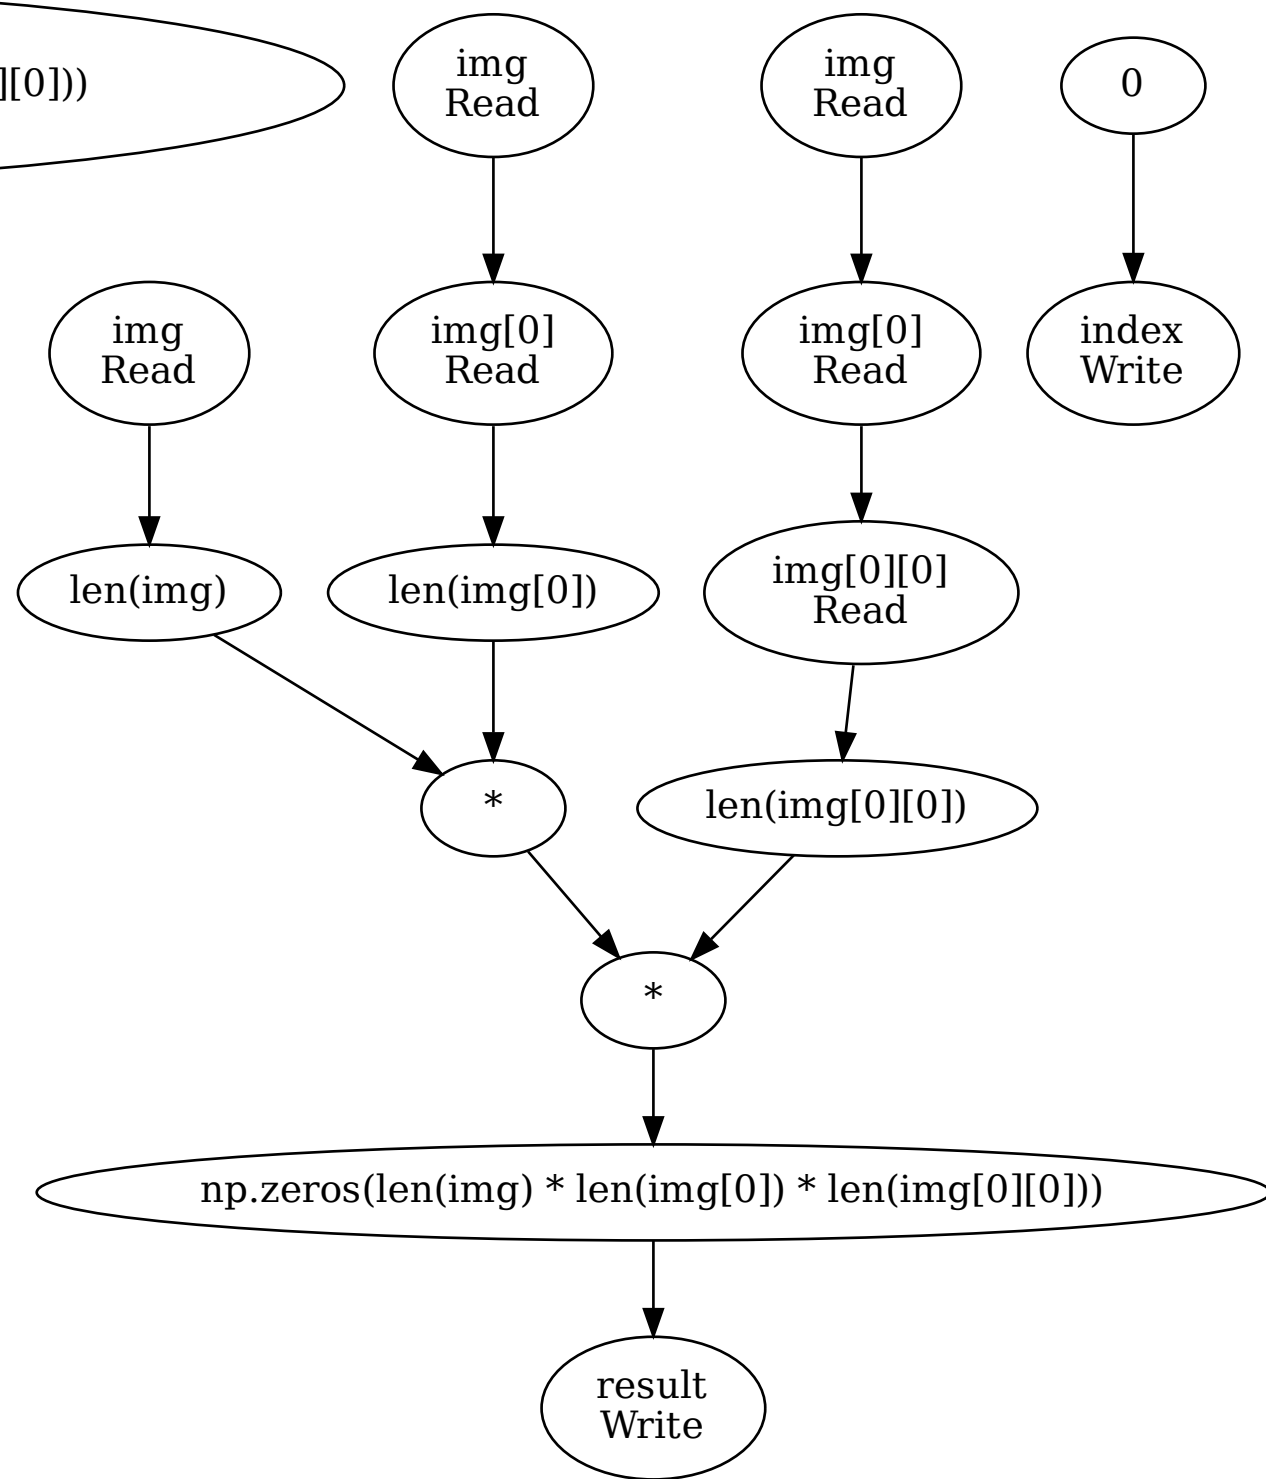 ][0]))
img
Read
img
Read
0
img
Read
img[0]
Read
img[0]
Read
index
Write
len(img)
len(img[0])
img[0][0]
Read
*
len(img[0][0])
*
np.zeros(len(img) * len(img[0]) * len(img[0][0]))
result
Write